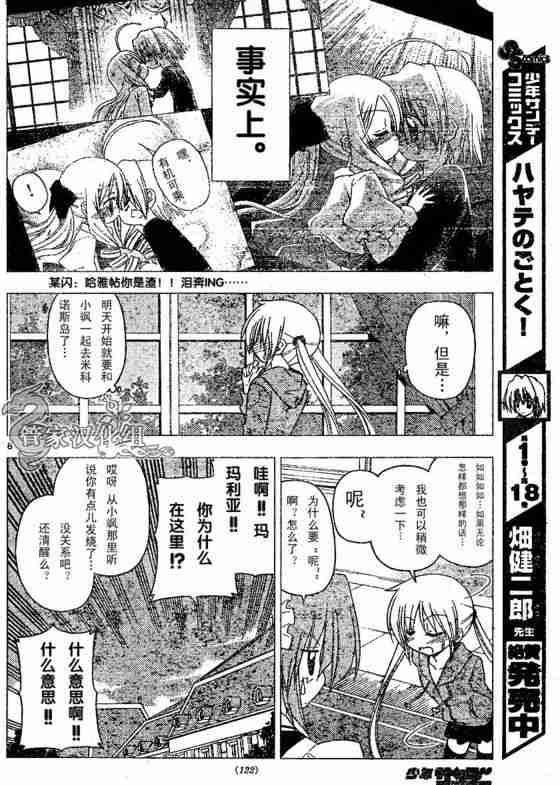 事实上。
嗯，
有机可乘。
!
某闪：哈雅帖你是渣！！泪奔ING……
嘛，但是…
明天开始就要和
小飒一起去米科
诺斯岛了…
管家汉化组
如如如如…如果无论
怎样都想那样的话…
我也可以稍微
考虑一下…
呢~
为什么要“呢”
啊？怎么了？
哇啊!!玛
玛利亚!!
你为什么
在这里!?
哎呀 从小飒那里听
说你有点儿发烧了…
没关系吧？
还清醒么？
什么意思啊!!
什么意思!!
(122)
少年サンデー
コミックス
ハヤテのごとく!
第1~18巻
畑健二郎
先生
絶賛
発売中